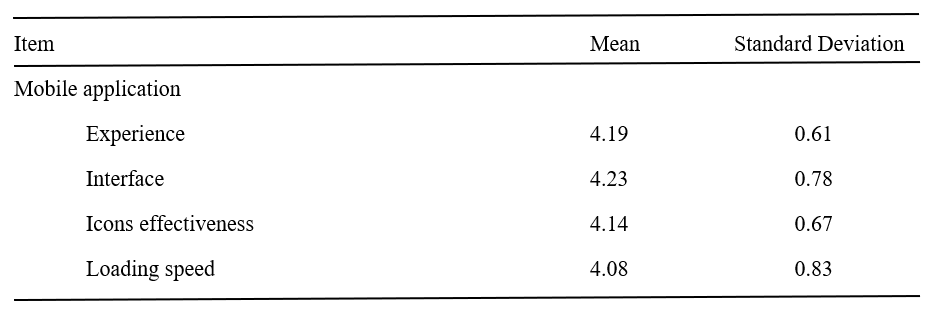 Item Mean Standard Deviation
Mobile application
Experience 4.19 0.61
Interface 4.23 0.78
Icons effectiveness 4.14 0.67
Loading speed 4.08 0.83